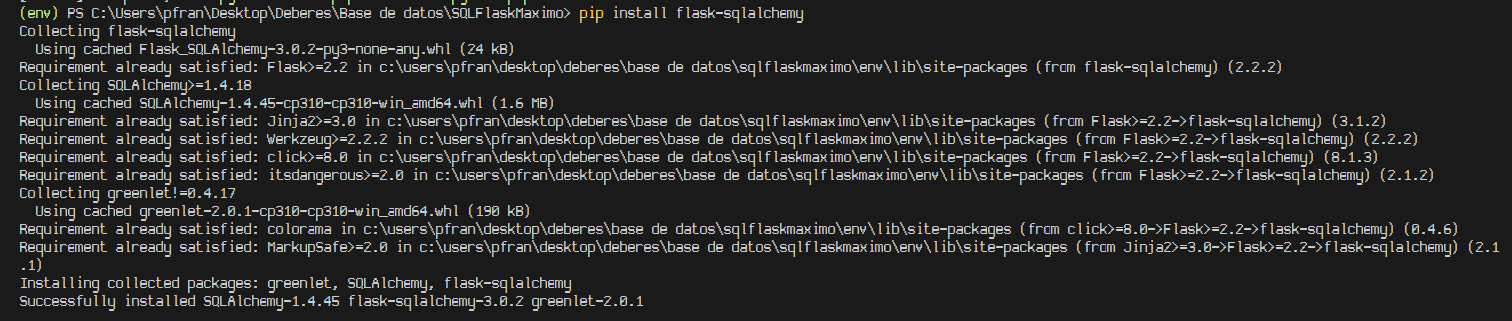 (env) PS C:\Users\pfran\Desktop\Deberes\Base de datos\SQLFlaskMaximo> pip install flask-sqlalchemy
Collecting flask-sqlalchemy
  Using cached Flask_SQLAlchemy-3.0.2-py3-none-any.whl (24 kB)
Requirement already satisfied: Flask>=2.2 in c:\users\pfran\desktop\deberes\base de datos\sqlflaskmaximo\env\lib\site-packages (from flask-sqlalchemy) (2.2.2)
Collecting SQLAlchemy>=1.4.18
  Using cached SQLAlchemy-1.4.45-cp310-cp310-win_amd64.whl (1.6 MB)
Requirement already satisfied: Jinja2>=3.0 in c:\users\pfran\desktop\deberes\base de datos\sqlflaskmaximo\env\lib\site-packages (from Flask>=2.2->flask-sqlalchemy) (3.1.2)
Requirement already satisfied: Werkzeug>=2.2.2 in c:\users\pfran\desktop\deberes\base de datos\sqlflaskmaximo\env\lib\site-packages (from Flask>=2.2->flask-sqlalchemy) (2.2.2)
Requirement already satisfied: click>=8.0 in c:\users\pfran\desktop\deberes\base de datos\sqlflaskmaximo\env\lib\site-packages (from Flask>=2.2->flask-sqlalchemy) (8.1.3)
Requirement already satisfied: itsdangerous>=2.0 in c:\users\pfran\desktop\deberes\base de datos\sqlflaskmaximo\env\lib\site-packages (from Flask>=2.2->flask-sqlalchemy) (2.1.2)
Collecting greenlet!=0.4.17
  Using cached greenlet-2.0.1-cp310-cp310-win_amd64.whl (190 kB)
Requirement already satisfied: colorama in c:\users\pfran\desktop\deberes\base de datos\sqlflaskmaximo\env\lib\site-packages (from click>=8.0->Flask>=2.2->flask-sqlalchemy) (0.4.6)
Requirement already satisfied: MarkupSafe>=2.0 in c:\users\pfran\desktop\deberes\base de datos\sqlflaskmaximo\env\lib\site-packages (from Jinja2>=3.0->Flask>=2.2->flask-sqlalchemy) (2.1
.1)
Installing collected packages: greenlet, SQLAlchemy, flask-sqlalchemy
Successfully installed SQLAlchemy-1.4.45 flask-sqlalchemy-3.0.2 greenlet-2.0.1